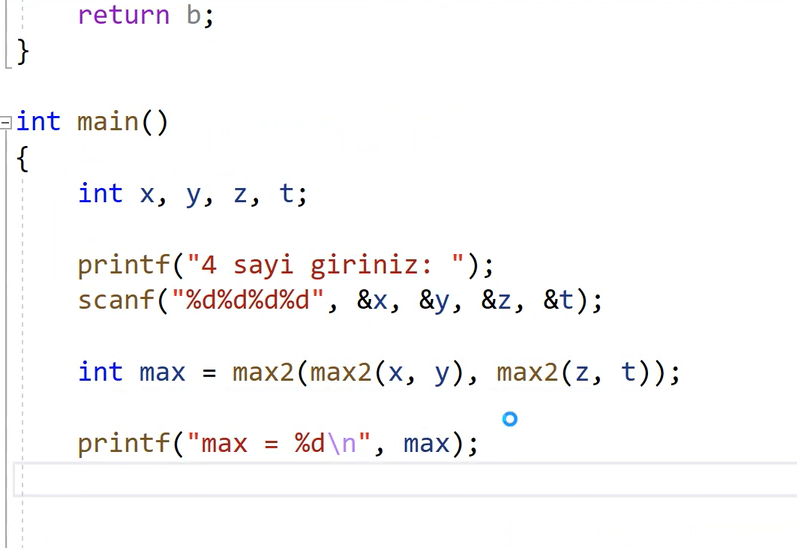 return b;
}
int main()
{
int x, y, z, t;
printf("4 sayi giriniz: ");
scanf("%d%d%d%d", &x, &y, &z, &t);
int max = max2(max2(x, y), max2(z, t));
printf("max = %d\n", max);